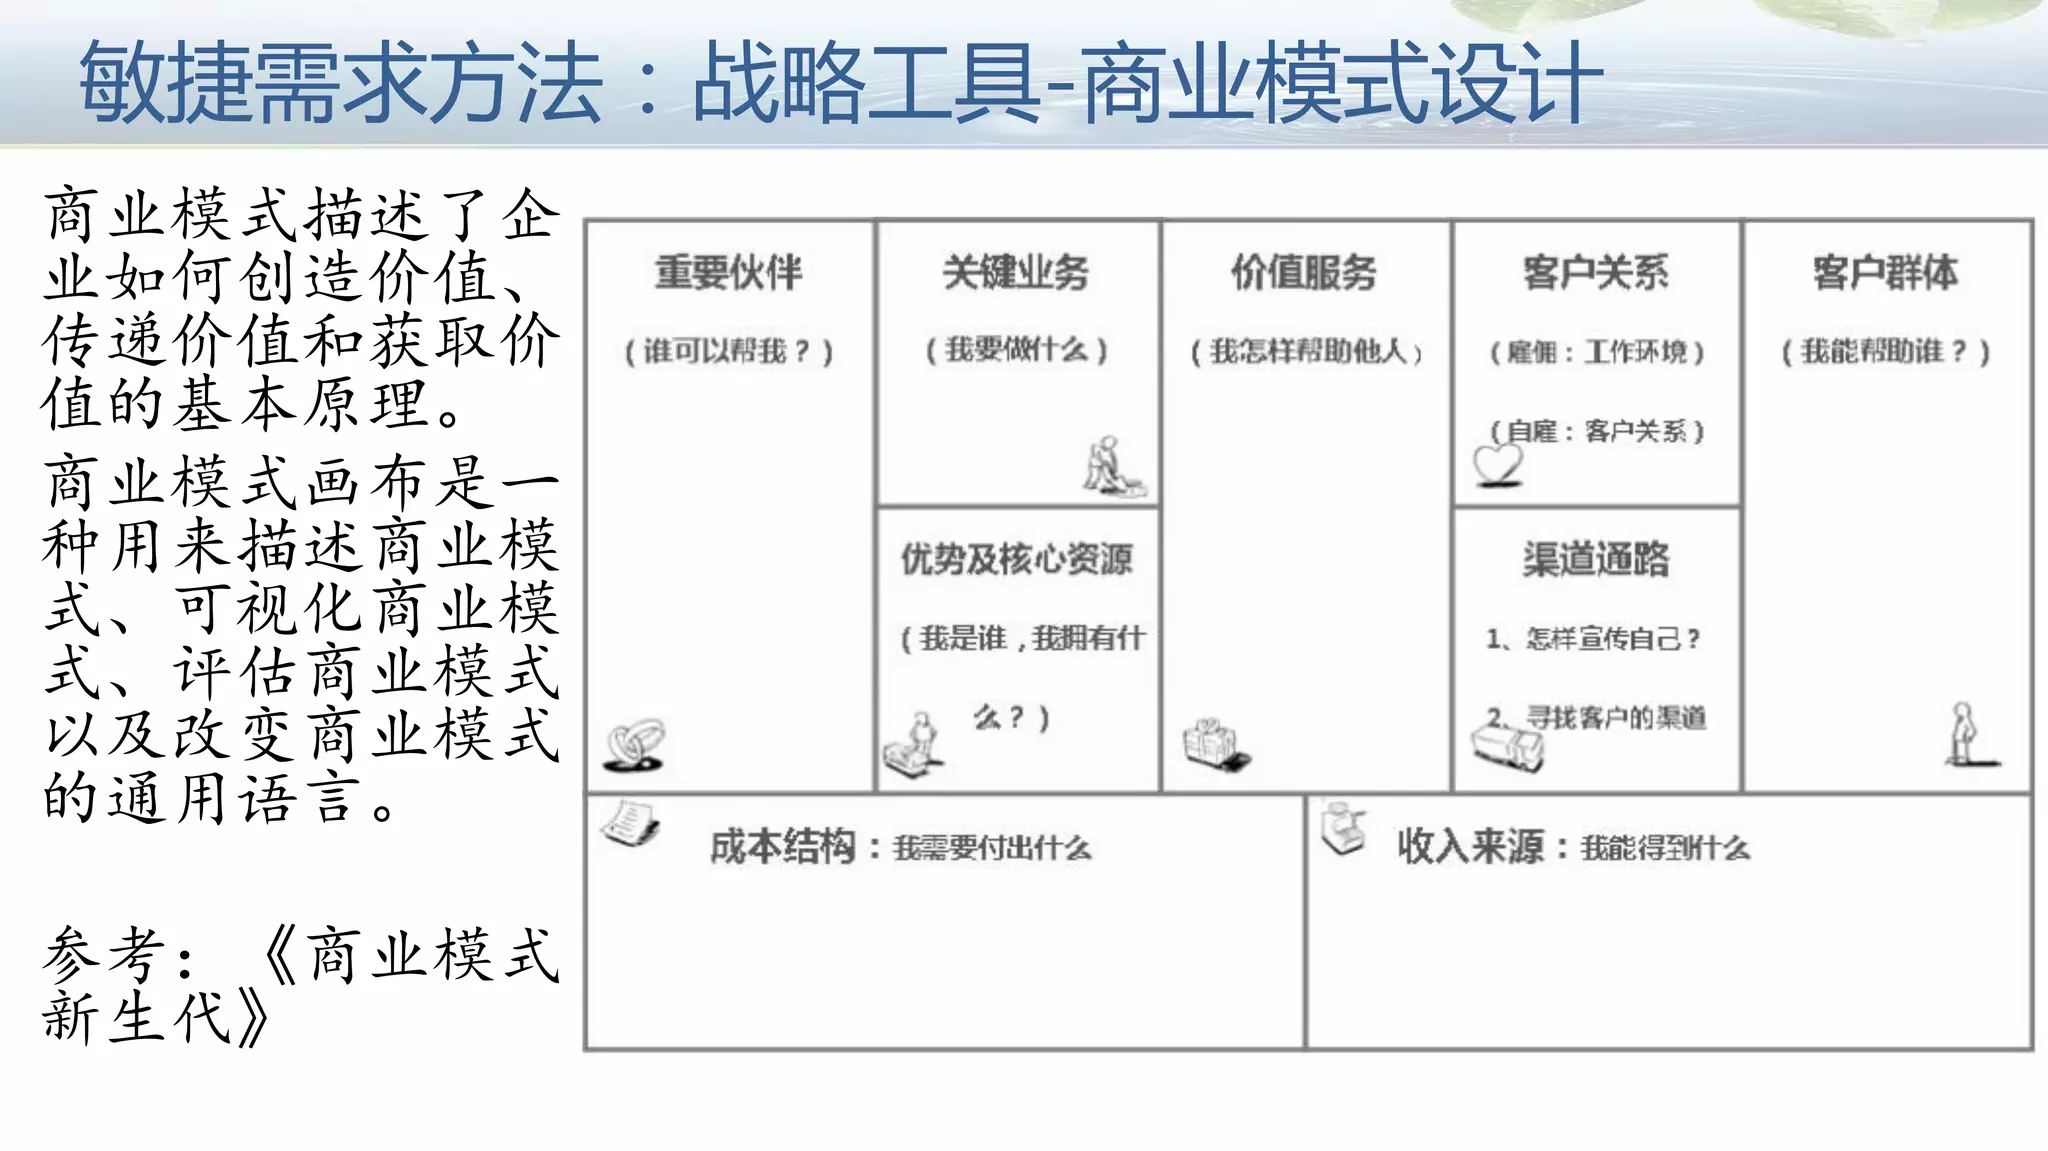 敏捷需求方法：战略工具-商业模式设计
商业模式描述了企
业如何创造价值、
传递价值和获取价
值的基本原理。
商业模式画布是一
种用来描述商业模
式、可视化商业模
式、评估商业模式
以及改变商业模式
的通用语言。
参考：《商业模式
新生代》
重要伙伴
（谁可以帮我？）
关键业务
（我要做什么）
优势及核心资源
（我是谁，我拥有什
么？）
价值服务
（我怎样帮助他人）
客户关系
（雇佣：工作环境）
（自雇：客户关系）
渠道通路
1、怎样宣传自己？
2、寻找客户的渠道
客户群体
（我能帮助谁？）
成本结构：我需要付出什么
收入来源：我能得到什么